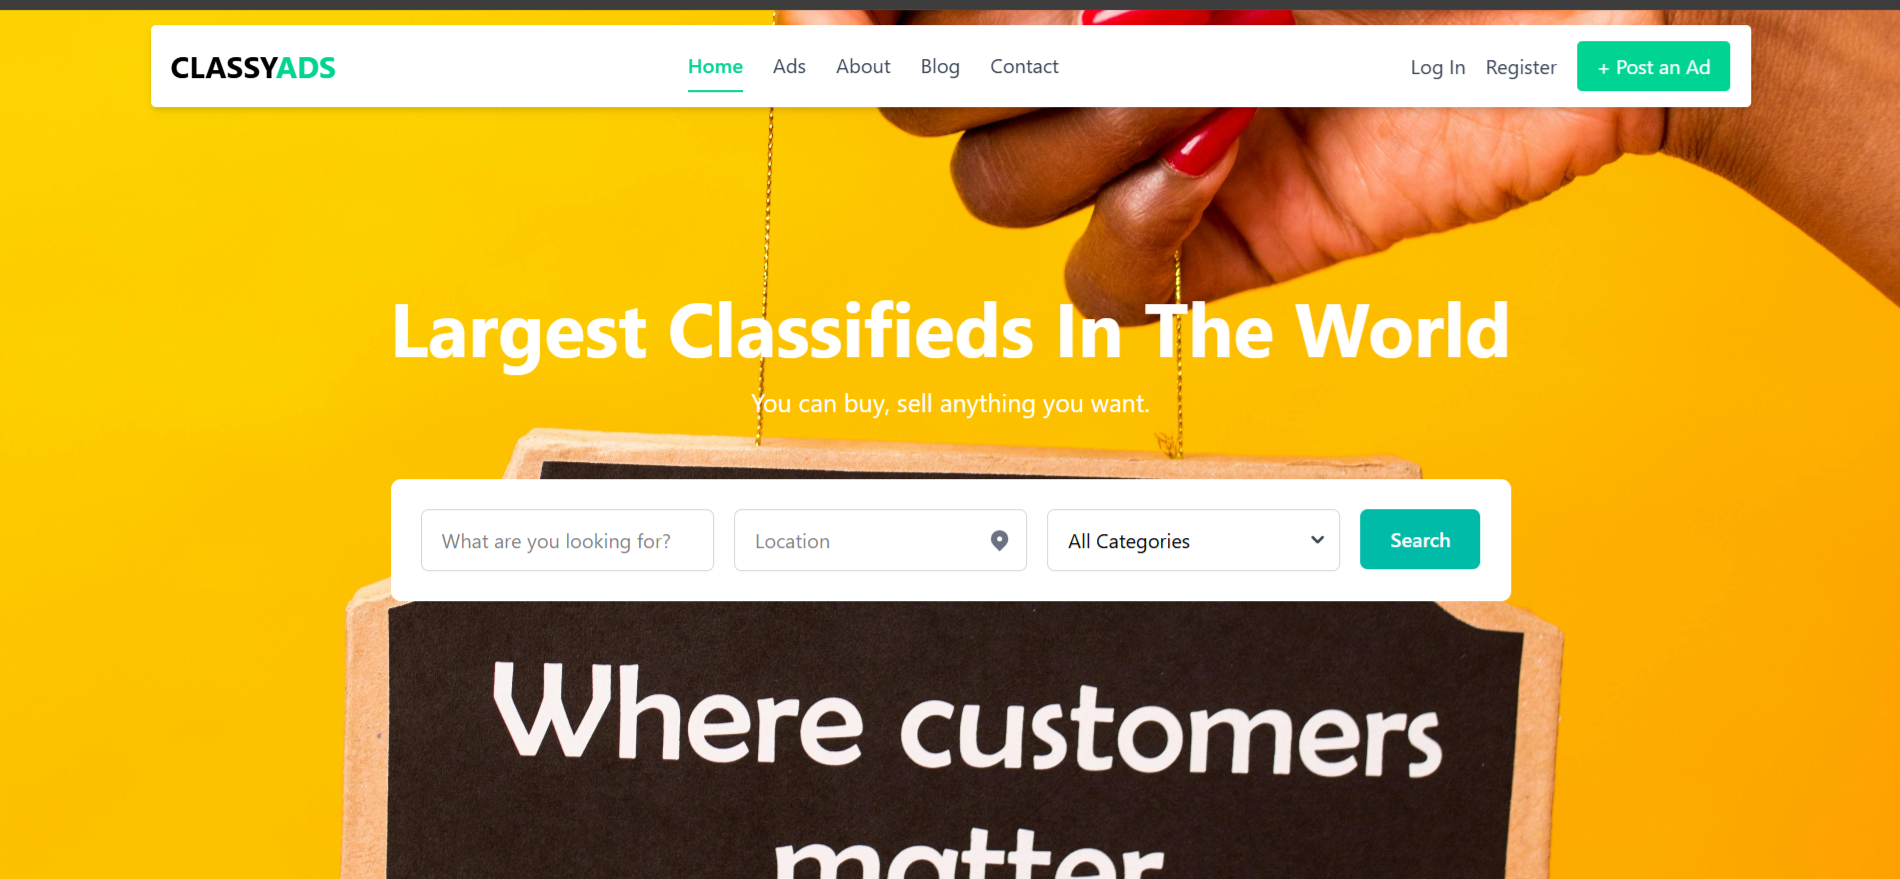 CLASSYADS
Home Ads About Blog Contact
Log In Register + Post an Ad
Largest Classifieds In The World
You can buy, sell anything you want.
What are you looking for? Location All Categories Search
Where customers
matter